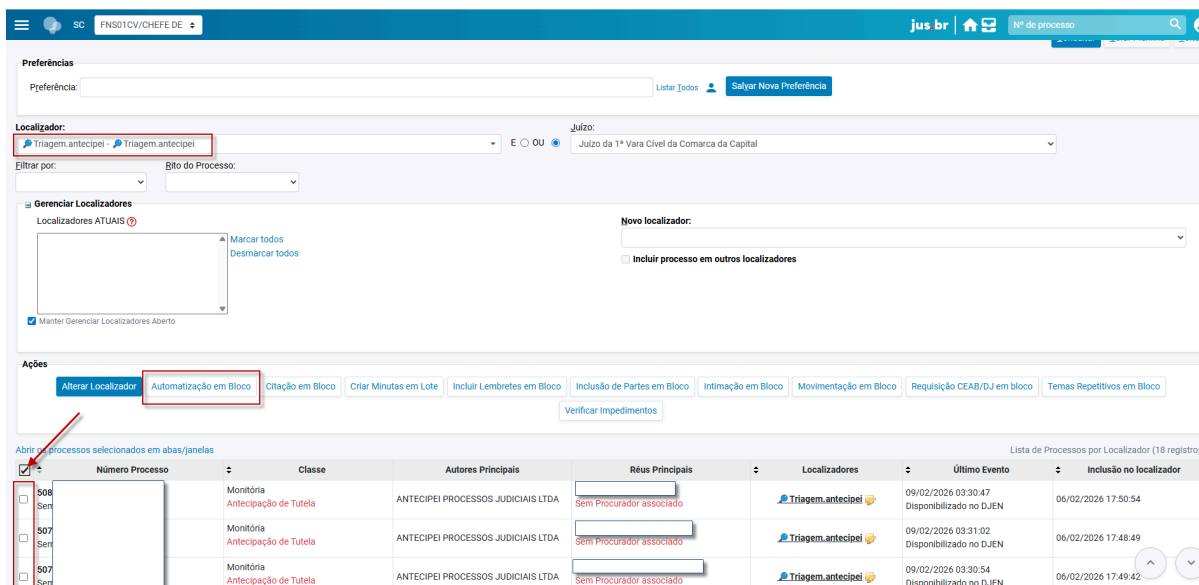 SC FNS01CV/CHEFE DE jus.br Nº de processo
Preferências
Preferência: Listar Todos Salvar Nova Preferência
Localizador: Juízo:
Triagem.antecipei - Triagem.antecipei E OU Juízo da 1ª Vara Cível da Comarca da Capital
Filtrar por: Rito do Processo:
Gerenciar Localizadores
Localizadores ATUAIS Novo localizador:
Marcar todos
Desmarcar todos
Incluir processo em outros localizadores
Manter Gerenciar Localizadores Aberto
Ações
Alterar Localizador Automatização em Bloco Citação em Bloco Criar Minutas em Lote Incluir Lembretes em Bloco Inclusão de Partes em Bloco Intimação em Bloco Movimentação em Bloco Requisição CEAB/DJ em bloco Temas Repetitivos em Bloco
Verificar Impedimentos
Abrir os processos selecionados em abas/janelas Lista de Processos por Localizador (18 registro
Número Processo Classe Autores Principais Réus Principais Localizadores Último Evento Inclusão no localizador
508 Monitória 09/02/2026 03:30:47
Sem Antecipação de Tutela ANTECIPEI PROCESSOS JUDICIAIS LTDA Sem Procurador associado Triagem.antecipei Disponibilizado no DJEN 06/02/2026 17:50:54
507 Monitória 09/02/2026 03:31:02
Sem Antecipação de Tutela ANTECIPEI PROCESSOS JUDICIAIS LTDA Sem Procurador associado Triagem.antecipei Disponibilizado no DJEN 06/02/2026 17:48:49
507 Monitória 09/02/2026 03:30:54
Sem Antecipação de Tutela ANTECIPEI PROCESSOS JUDICIAIS LTDA Sem Procurador associado Triagem.antecipei Disponibilizado no DJEN 06/02/2026 17:49:42